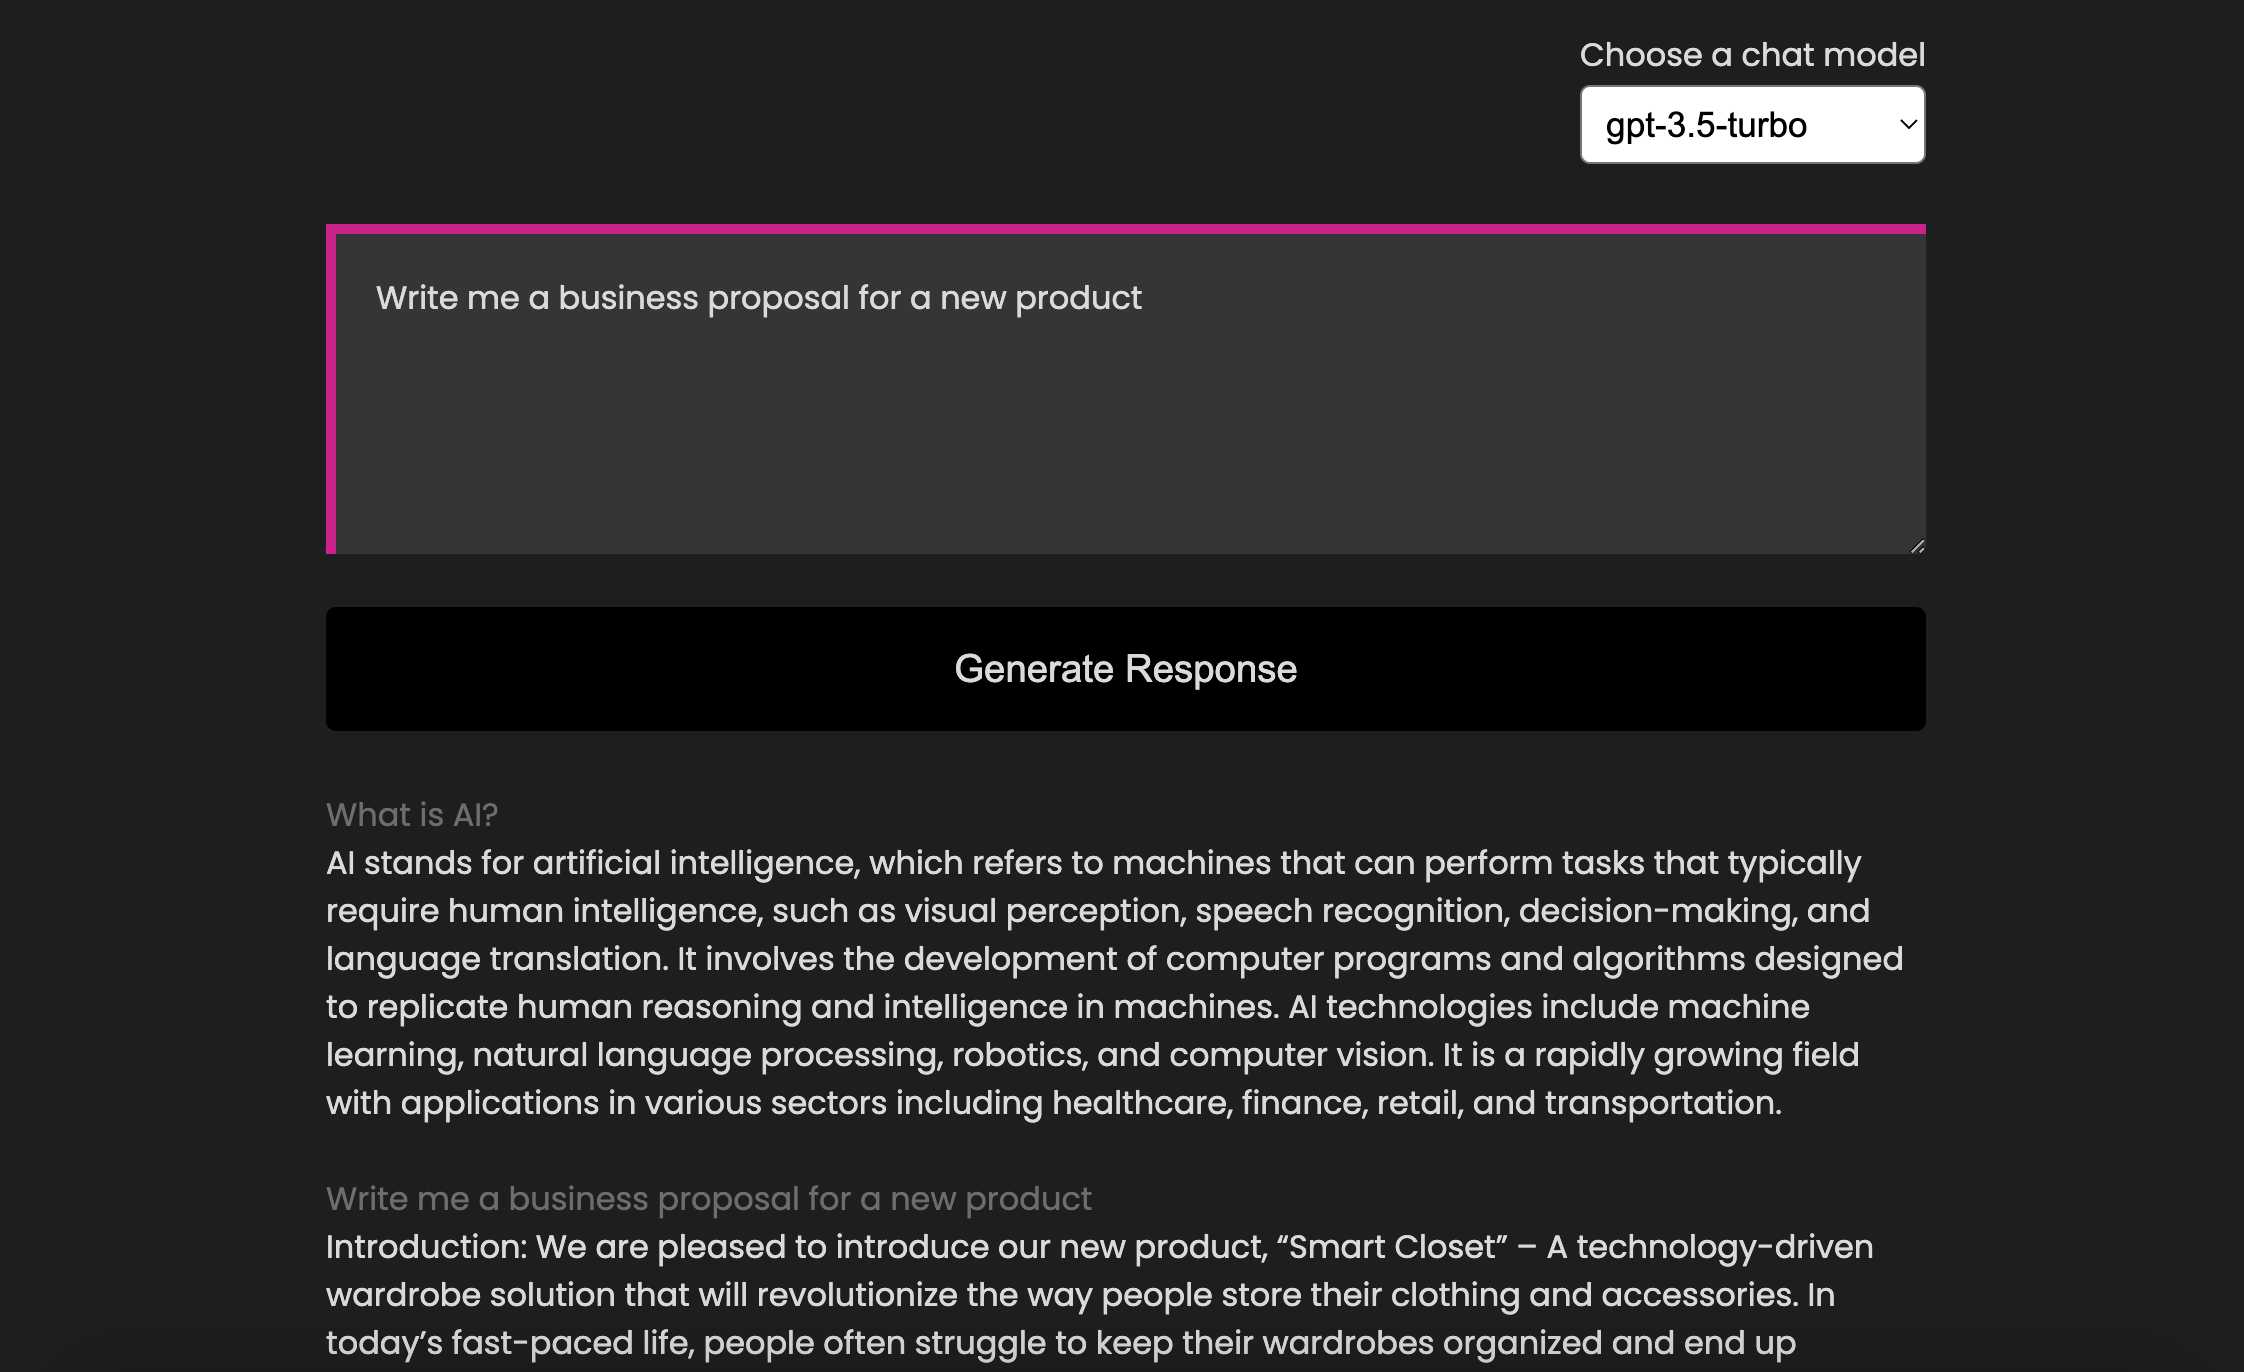 Choose a chat model
gpt-3.5-turbo
Write me a business proposal for a new product
Generate Response
What is AI?
AI stands for artificial intelligence, which refers to machines that can perform tasks that typically
require human intelligence, such as visual perception, speech recognition, decision-making, and
language translation. It involves the development of computer programs and algorithms designed
to replicate human reasoning and intelligence in machines. AI technologies include machine
learning, natural language processing, robotics, and computer vision. It is a rapidly growing field
with applications in various sectors including healthcare, finance, retail, and transportation.
Write me a business proposal for a new product
Introduction: We are pleased to introduce our new product, “Smart Closet” – A technology-driven
wardrobe solution that will revolutionize the way people store their clothing and accessories. In
today’s fast-paced life, people often struggle to keep their wardrobes organized and end up